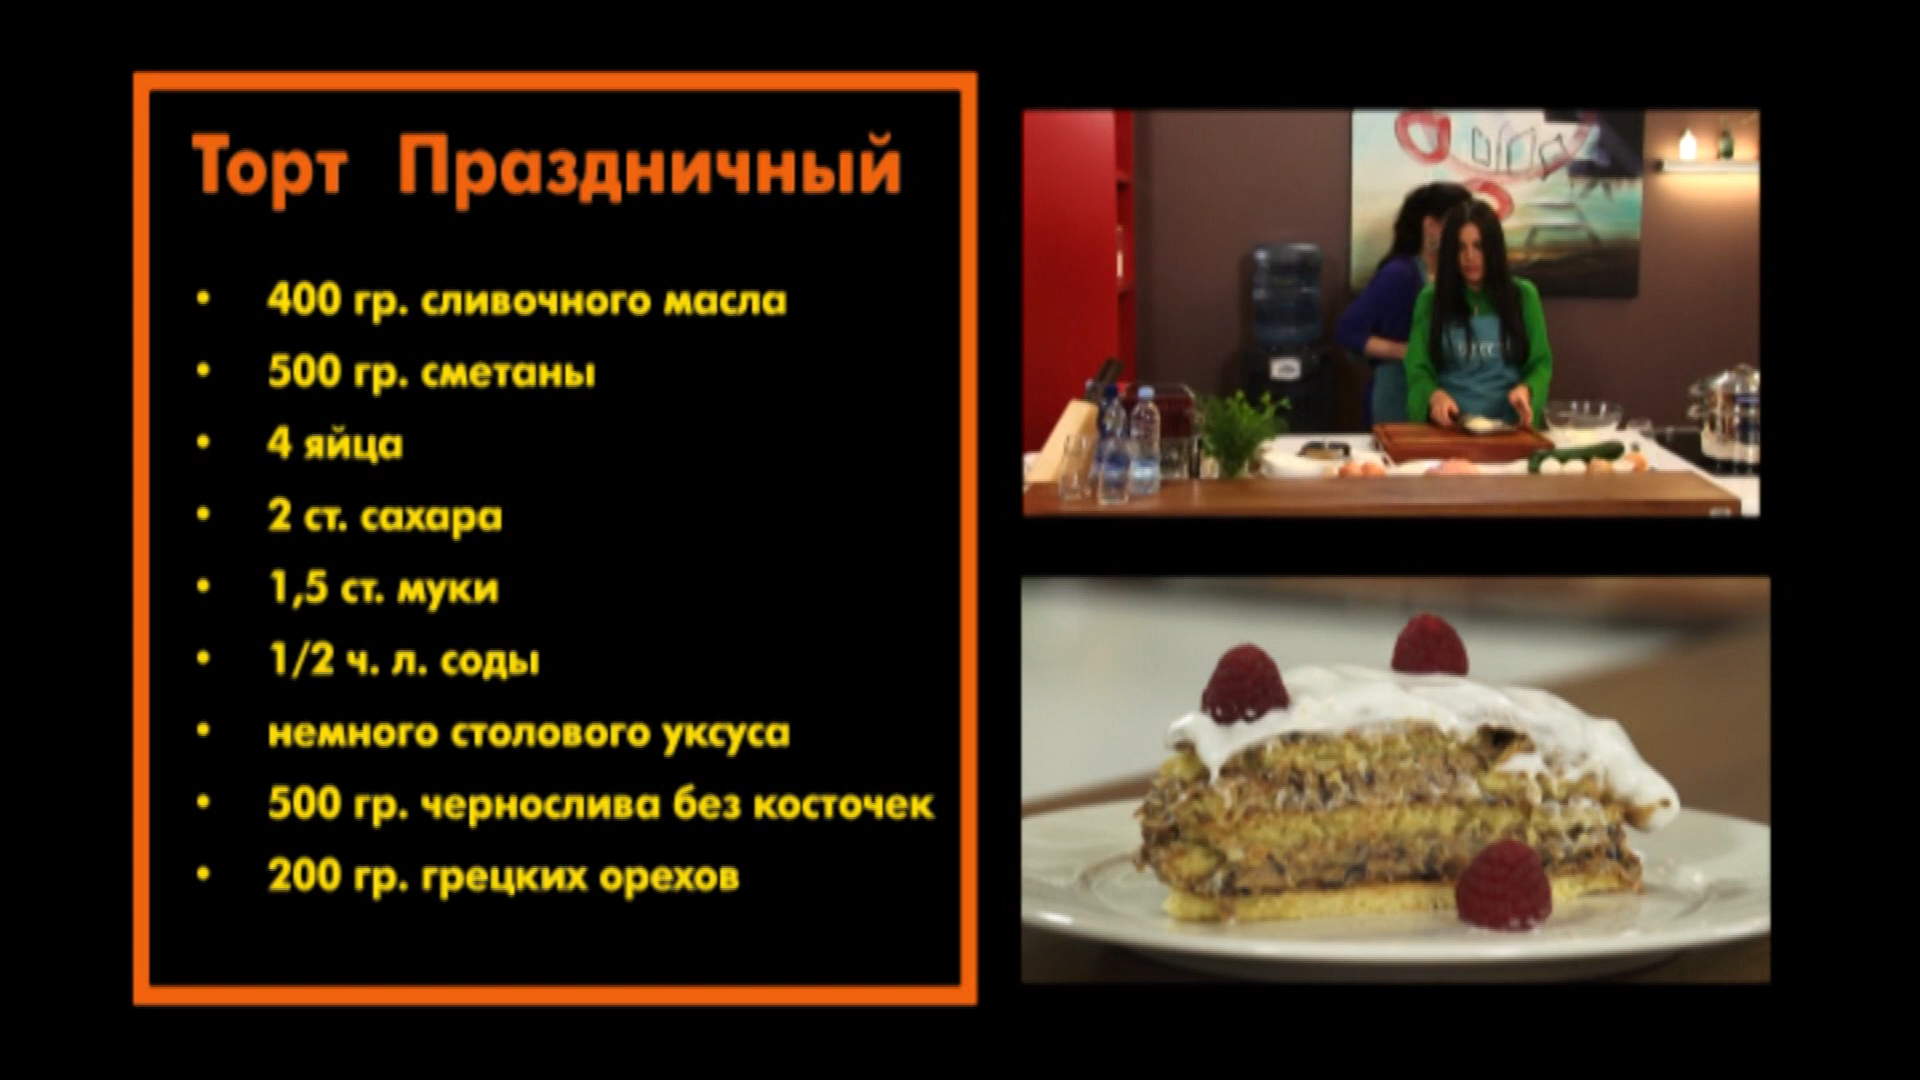 Торт Праздничный
• 400 гр. сливочного масла
• 500 гр. сметаны
• 4 яйца
• 2 ст. сахара
• 1,5 ст. муки
• 1/2 ч. л. соды
• немного столового уксуса
• 500 гр. чернослива без косточек
• 200 гр. грецких орехов